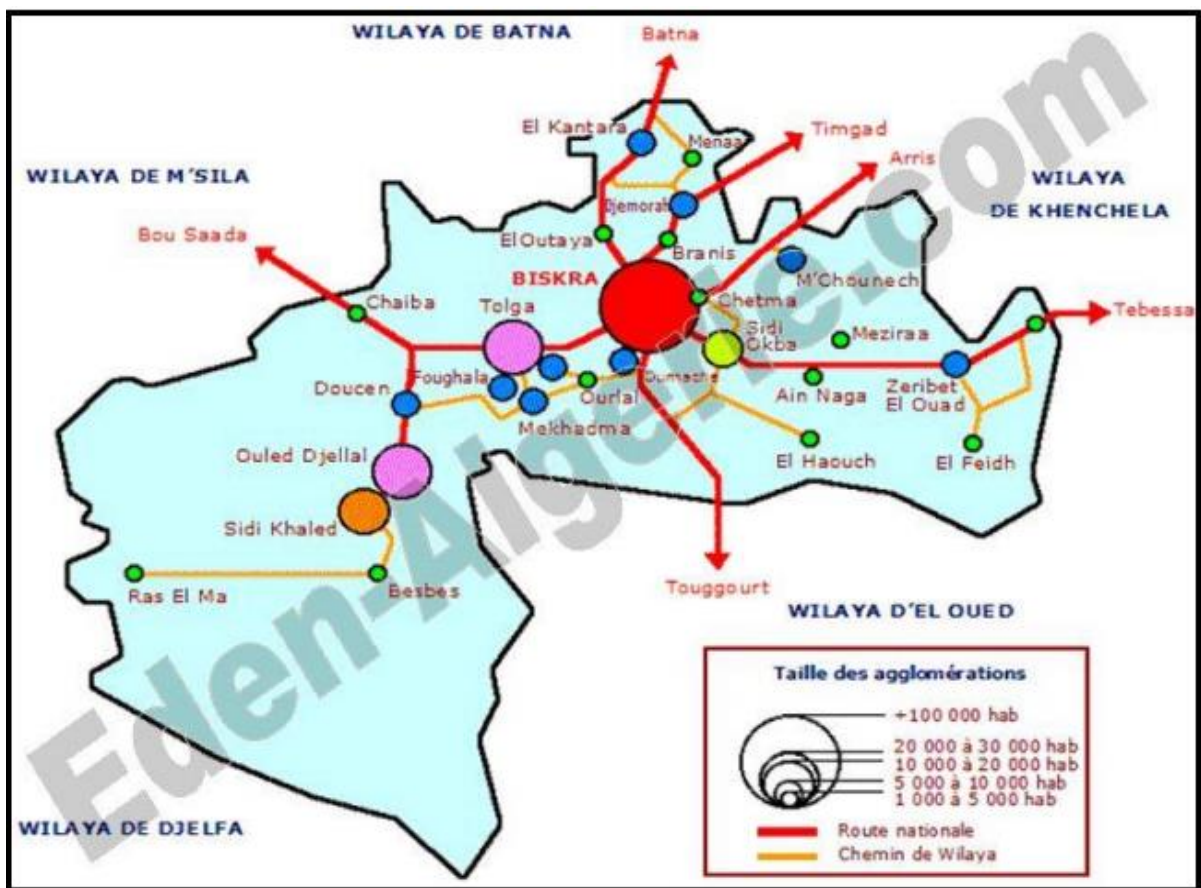 WILAYA DE BATNA
Batna
El Kantara
Menaa
Timgad
Arris
WILAYA DE M'SILA
WILAYA
DE KHENCHELA
Djemorah
Bou Saada
El Outaya
Branis
BISKRA
M'Chounech
Chaiba
Tolga
Chetma
Tebessa
Sidi
Okba
Meziraa
Foughala
Oumache
Doucen
Ourlal
Ain Naga
Zeribet
El Ouad
Mekhadma
Ouled Djellal
El Haouch
El Feidh
Sidi Khaled
Ras El Ma
Besbes
Touggourt
WILAYA D'EL OUED
Taille des agglomérations
+100 000 hab
20 000 à 30 000 hab
10 000 à 20 000 hab
5 000 à 10 000 hab
1 000 à 5 000 hab
Route nationale
Chemin de Wilaya
WILAYA DE DJELFA
Eden-Algerie.com